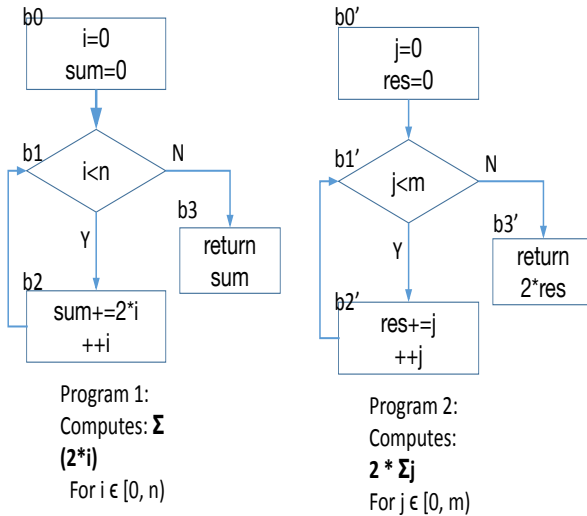 b0
i=0
sum=0
b1
i<n
N
Y
b3
return
sum
b2
sum+=2*i
++i
Program 1:
Computes: Σ
(2*i)
For i ϵ [0, n)
b0’
j=0
res=0
b1’
j<m
N
Y
b3’
return
2*res
b2’
res+=j
++j
Program 2:
Computes:
2 * Σj
For j ϵ [0, m)